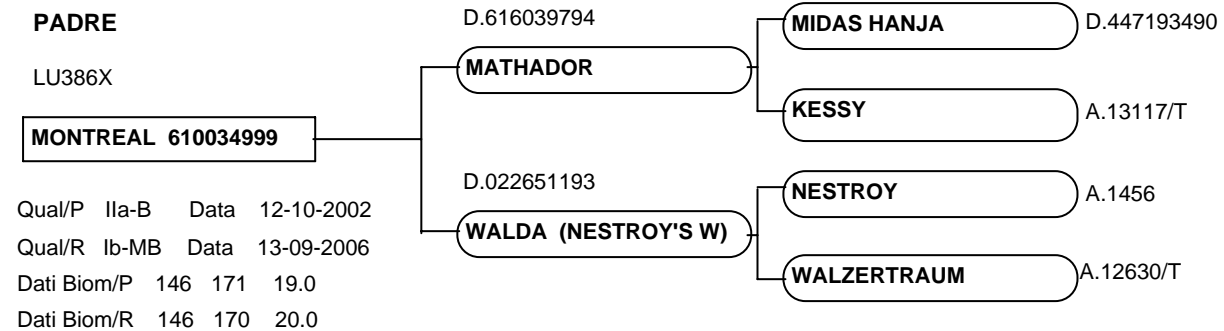 PADRE
LU386X
MONTREAL 610034999
Qual/P IIa-B Data 12-10-2002
Qual/R Ib-MB Data 13-09-2006
Dati Biom/P 146 171 19.0
Dati Biom/R 146 170 20.0
D.616039794
MATHADOR
D.022651193
WALDA (NESTROY'S W)
MIDAS HANJA D.447193490
KESSY A.13117/T
NESTROY A.1456
WALZERTRAUM A.12630/T